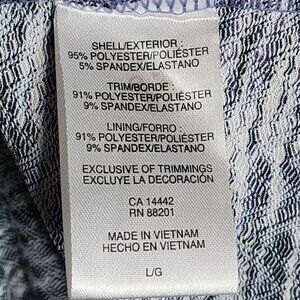 SHELL/EXTERIOR :
95% POLYESTER/POLIÉSTER
5% SPANDEX/ELASTANO
TRIM/BORDE :
91% POLYESTER/POLIÉSTER
9% SPANDEX/ELASTANO
LINING/FORRO :
91% POLYESTER/POLIÉSTER
9% SPANDEX/ELASTANO
EXCLUSIVE OF TRIMMINGS
EXCLUYE LA DECORACIÓN
CA 14442
RN 88201
MADE IN VIETNAM
HECHO EN VIETNAM
L/G